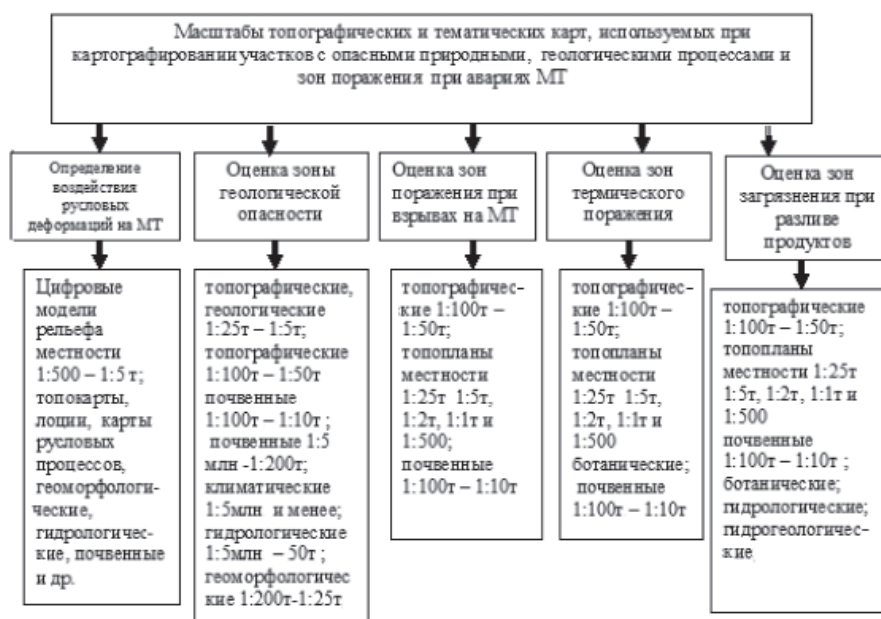 Масштабы топографических и тематических карт, используемых при
картографировании участков с опасными природными, геологическими процессами и
зон поражения при авариях МТ
Определение
воздействия
русловых
деформаций на МТ
Оценка зоны
геологической
опасности
Оценка зон
поражения при
взрывах на МТ
Оценка зон
термического
поражения
Оценка зон
загрязнения при
разливе
продуктов
Цифровые
модели
рельефа
местности
1:500 – 1:5 т;
топокарты,
лоции, карты
русловых
процессов,
геоморфологи-
ческие,
гидрологичес-
кие, почвенные
и др.
топографические,
геологические
1:25т – 1:5т;
топографические
1:100т – 1:50т
почвенные
1:100т – 1:10т ;
почвенные 1:5
млн -1:200т;
климатические
1:5млн и менее;
гидрологические
1:5млн – 50т ;
геоморфологичес
кие 1:200т-1:25т
топографичес-
кие 1:100т –
1:50т;
топопланы
местности
1:25т 1:5т,
1:2т, 1:1т и
1:500;
почвенные
1:100т – 1:10т
топографичес-
кие 1:100т –
1:50т;
топопланы
местности
1:25т 1:5т,
1:2т, 1:1т и
1:500
ботанические;
почвенные
1:100т – 1:10т
топографические
1:100т – 1:50т;
топопланы
местности 1:25т
1:5т, 1:2т, 1:1т и
1:500
почвенные
1:100т – 1:10т ;
ботанические;
гидрологические;
гидрогеологичес-
кие